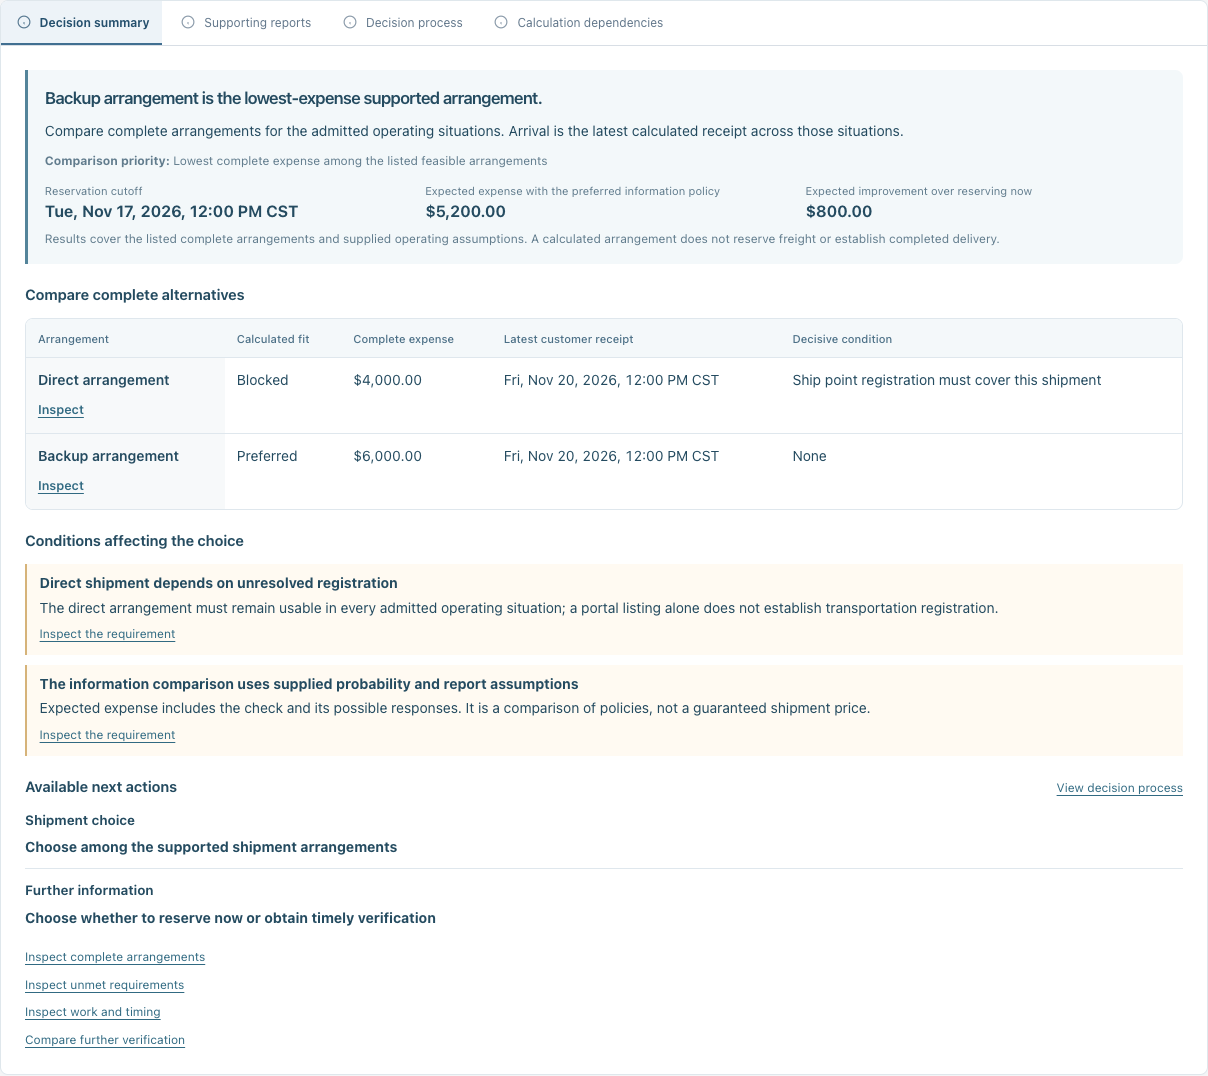 Decision summary
Supporting reports
Decision process
Calculation dependencies
Backup arrangement is the lowest-expense supported arrangement.
Compare complete arrangements for the admitted operating situations. Arrival is the latest calculated receipt across those situations.
Comparison priority: Lowest complete expense among the listed feasible arrangements
Reservation cutoff
Tue, Nov 17, 2026, 12:00 PM CST
Expected expense with the preferred information policy
$5,200.00
Expected improvement over reserving now
$800.00
Results cover the listed complete arrangements and supplied operating assumptions. A calculated arrangement does not reserve freight or establish completed delivery.
Compare complete alternatives
Arrangement Calculated fit Complete expense Latest customer receipt Decisive condition
Direct arrangement Blocked $4,000.00 Fri, Nov 20, 2026, 12:00 PM CST Ship point registration must cover this shipment
Inspect
Backup arrangement Preferred $6,000.00 Fri, Nov 20, 2026, 12:00 PM CST None
Inspect
Conditions affecting the choice
Direct shipment depends on unresolved registration
The direct arrangement must remain usable in every admitted operating situation; a portal listing alone does not establish transportation registration.
Inspect the requirement
The information comparison uses supplied probability and report assumptions
Expected expense includes the check and its possible responses. It is a comparison of policies, not a guaranteed shipment price.
Inspect the requirement
Available next actions
View decision process
Shipment choice
Choose among the supported shipment arrangements
Further information
Choose whether to reserve now or obtain timely verification
Inspect complete arrangements
Inspect unmet requirements
Inspect work and timing
Compare further verification